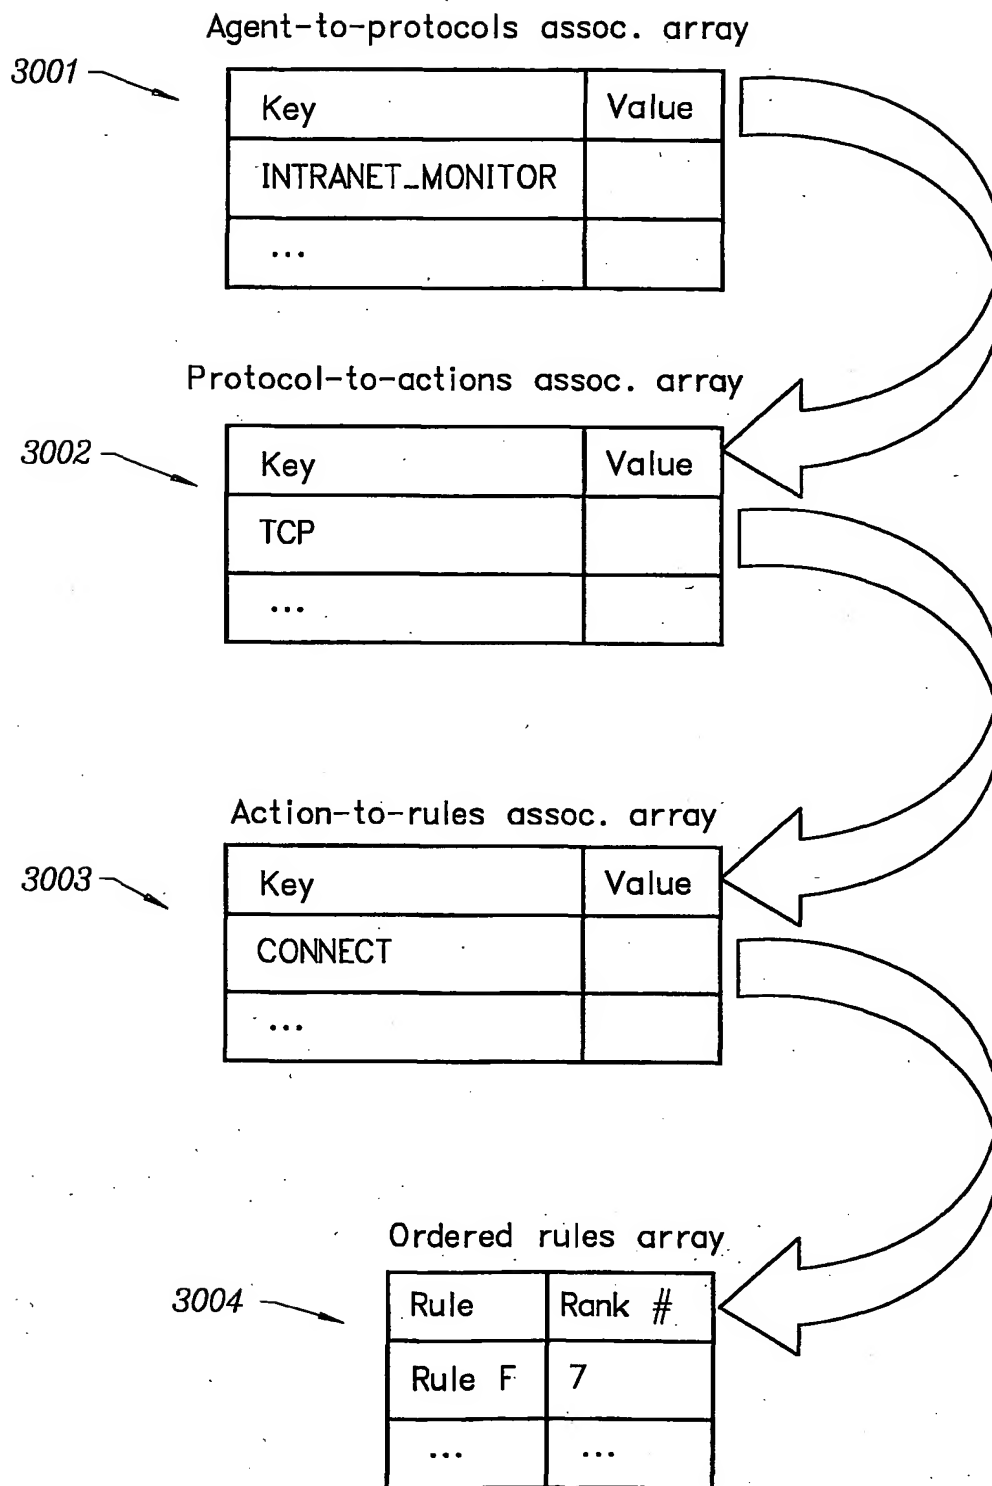 Agent-to-protocols assoc. array
3001
Key Value
INTRANET_MONITOR
...
Protocol-to-actions assoc. array
3002
Key Value
TCP
...
Action-to-rules assoc. array
3003
Key Value
CONNECT
...
Ordered rules array
3004
Rule Rank #
Rule F 7
... ...